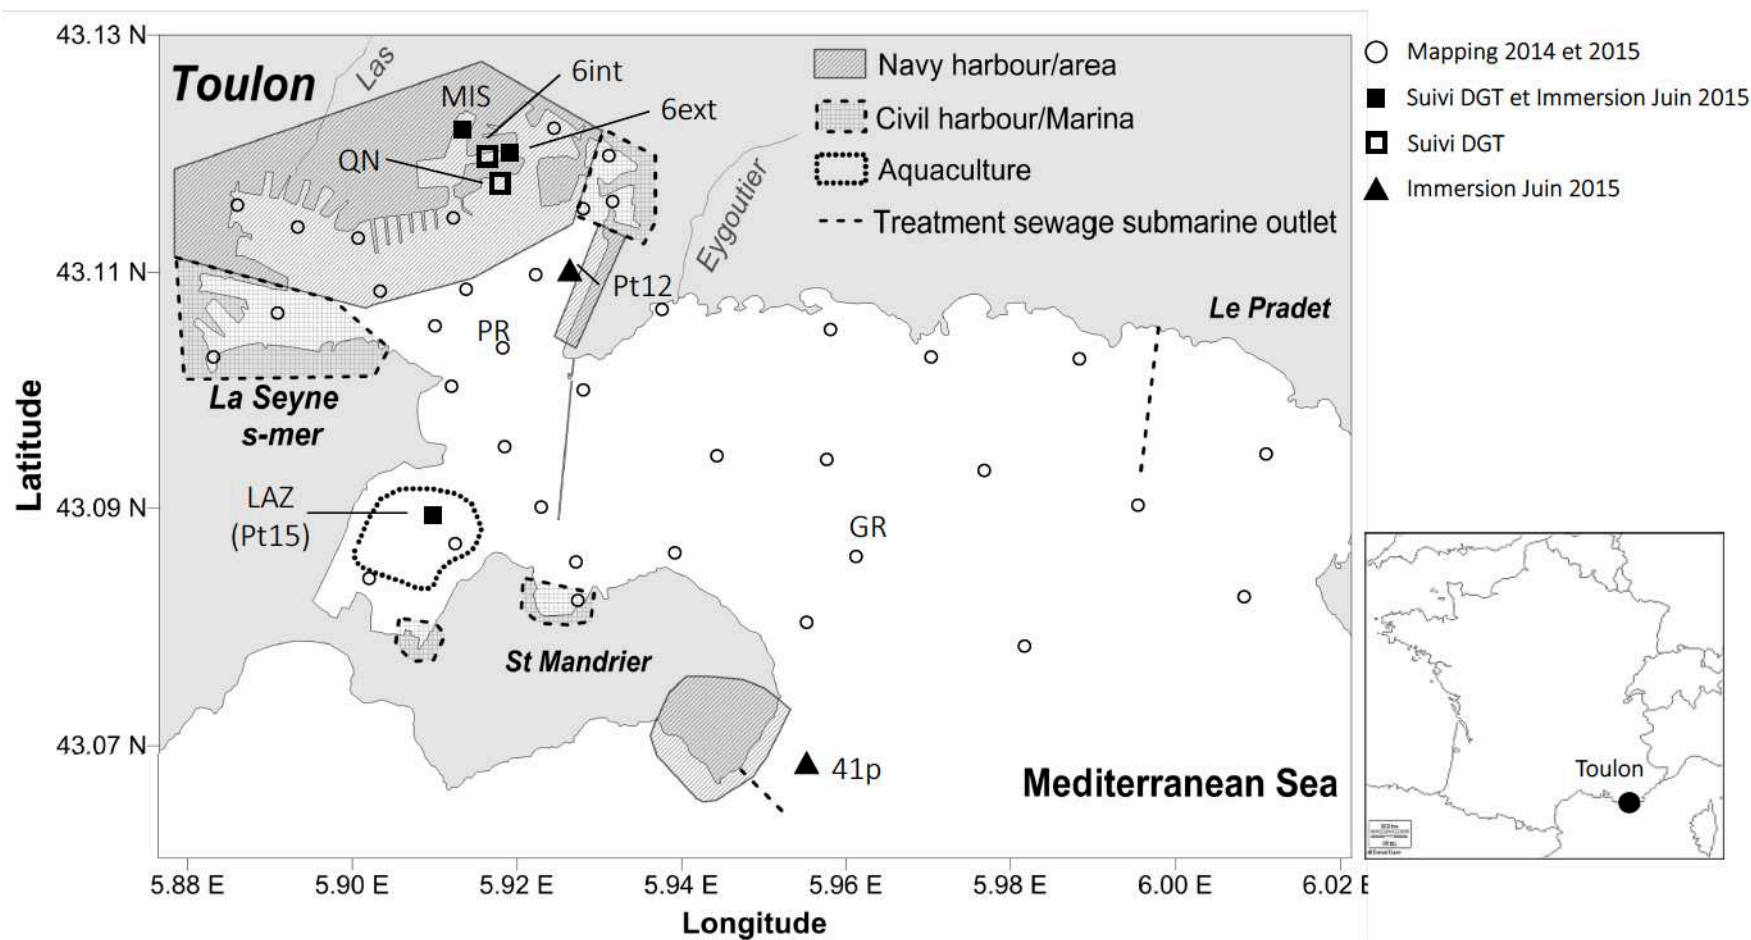 43.13 N
43.11 N
43.09 N
43.07 N
Latitude
5.88 E
5.90 E
5.92 E
5.94 E
5.96 E
5.98 E
6.00 E
6.02 E
Longitude
Toulon
Las
MIS
6int
6ext
QN
Navy harbour/area
Civil harbour/Marina
Aquaculture
Treatment sewage submarine outlet
Eygoutier
Pt12
PR
Le Pradet
La Seyne
s-mer
LAZ
(Pt15)
GR
St Mandrier
41p
Mediterranean Sea
Mapping 2014 et 2015
Suivi DGT et Immersion Juin 2015
Suivi DGT
Immersion Juin 2015
Toulon